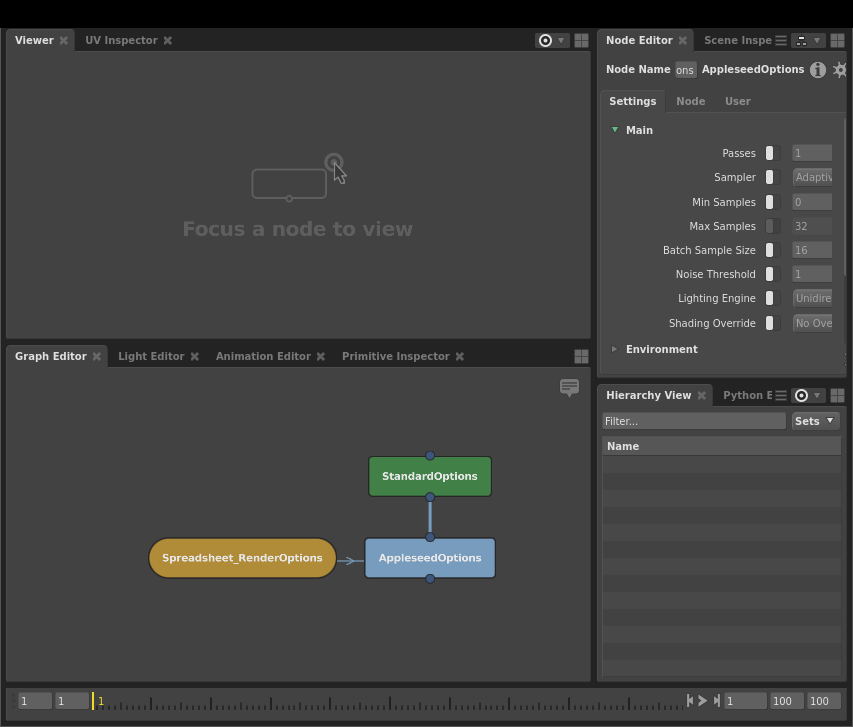 Viewer UV Inspector
Focus a node to view
Graph Editor Light Editor Animation Editor Primitive Inspector
StandardOptions
Spreadsheet_RenderOptions AppleseedOptions
Node Editor Scene Inspe
Node Name ons AppleseedOptions
Settings Node User
Main
Passes 1
Sampler Adaptiv
Min Samples 0
Max Samples 32
Batch Sample Size 16
Noise Threshold 1
Lighting Engine Unidire
Shading Override No Ove
Environment
Hierarchy View Python E
Filter... Sets
Name
1 1 1 1 100 100